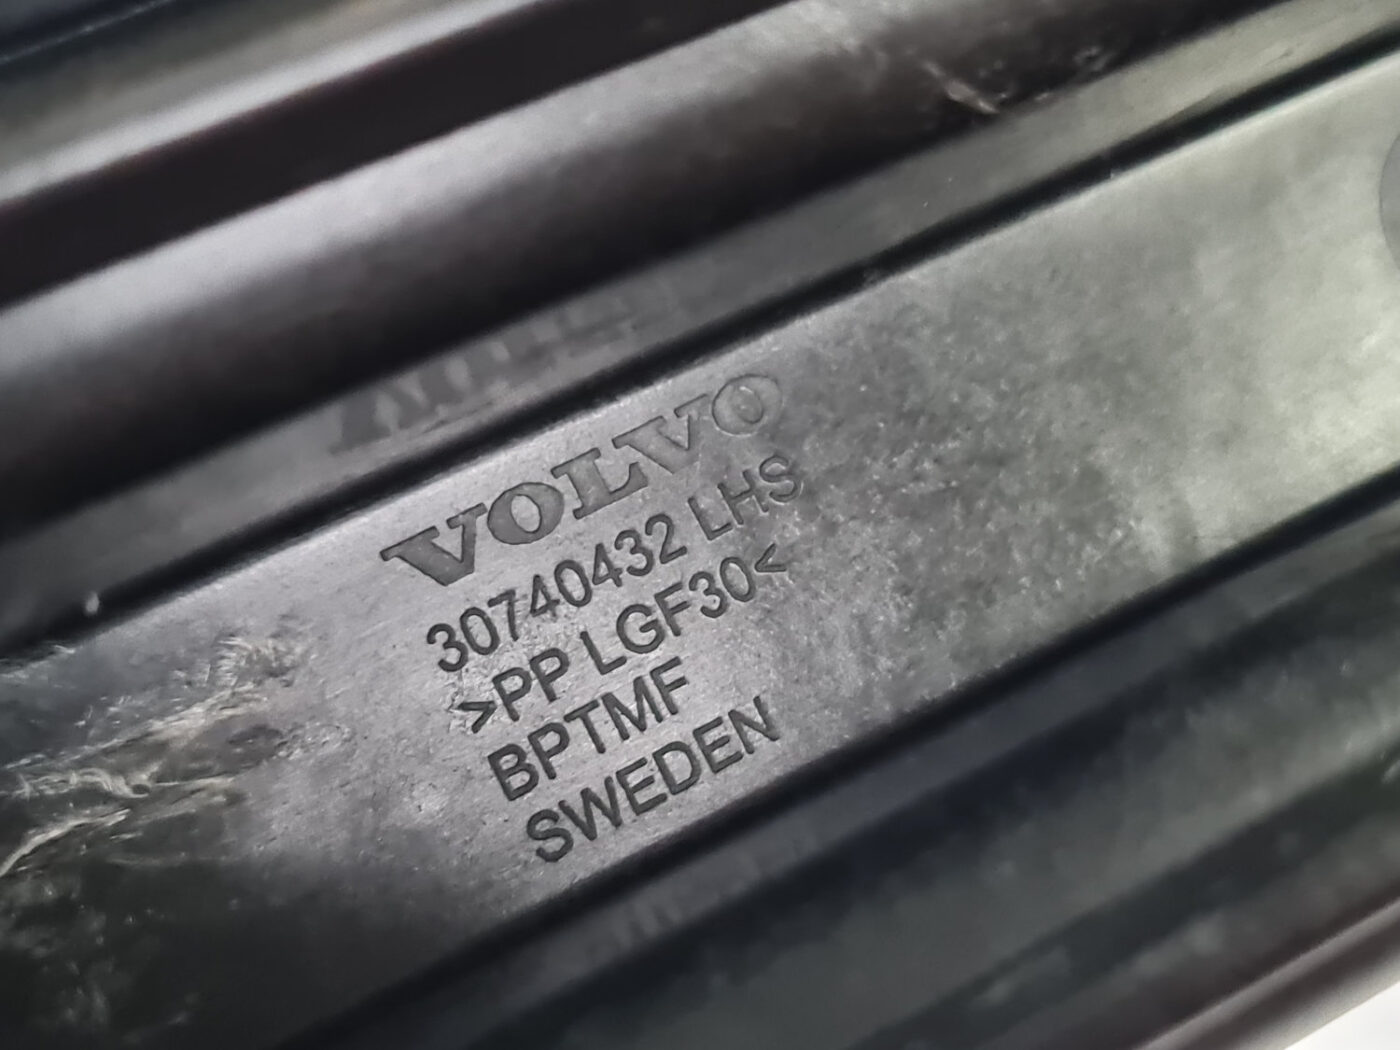 VOLVO
30740432 LHS
>PP LGF30<
BPTMF
SWEDEN